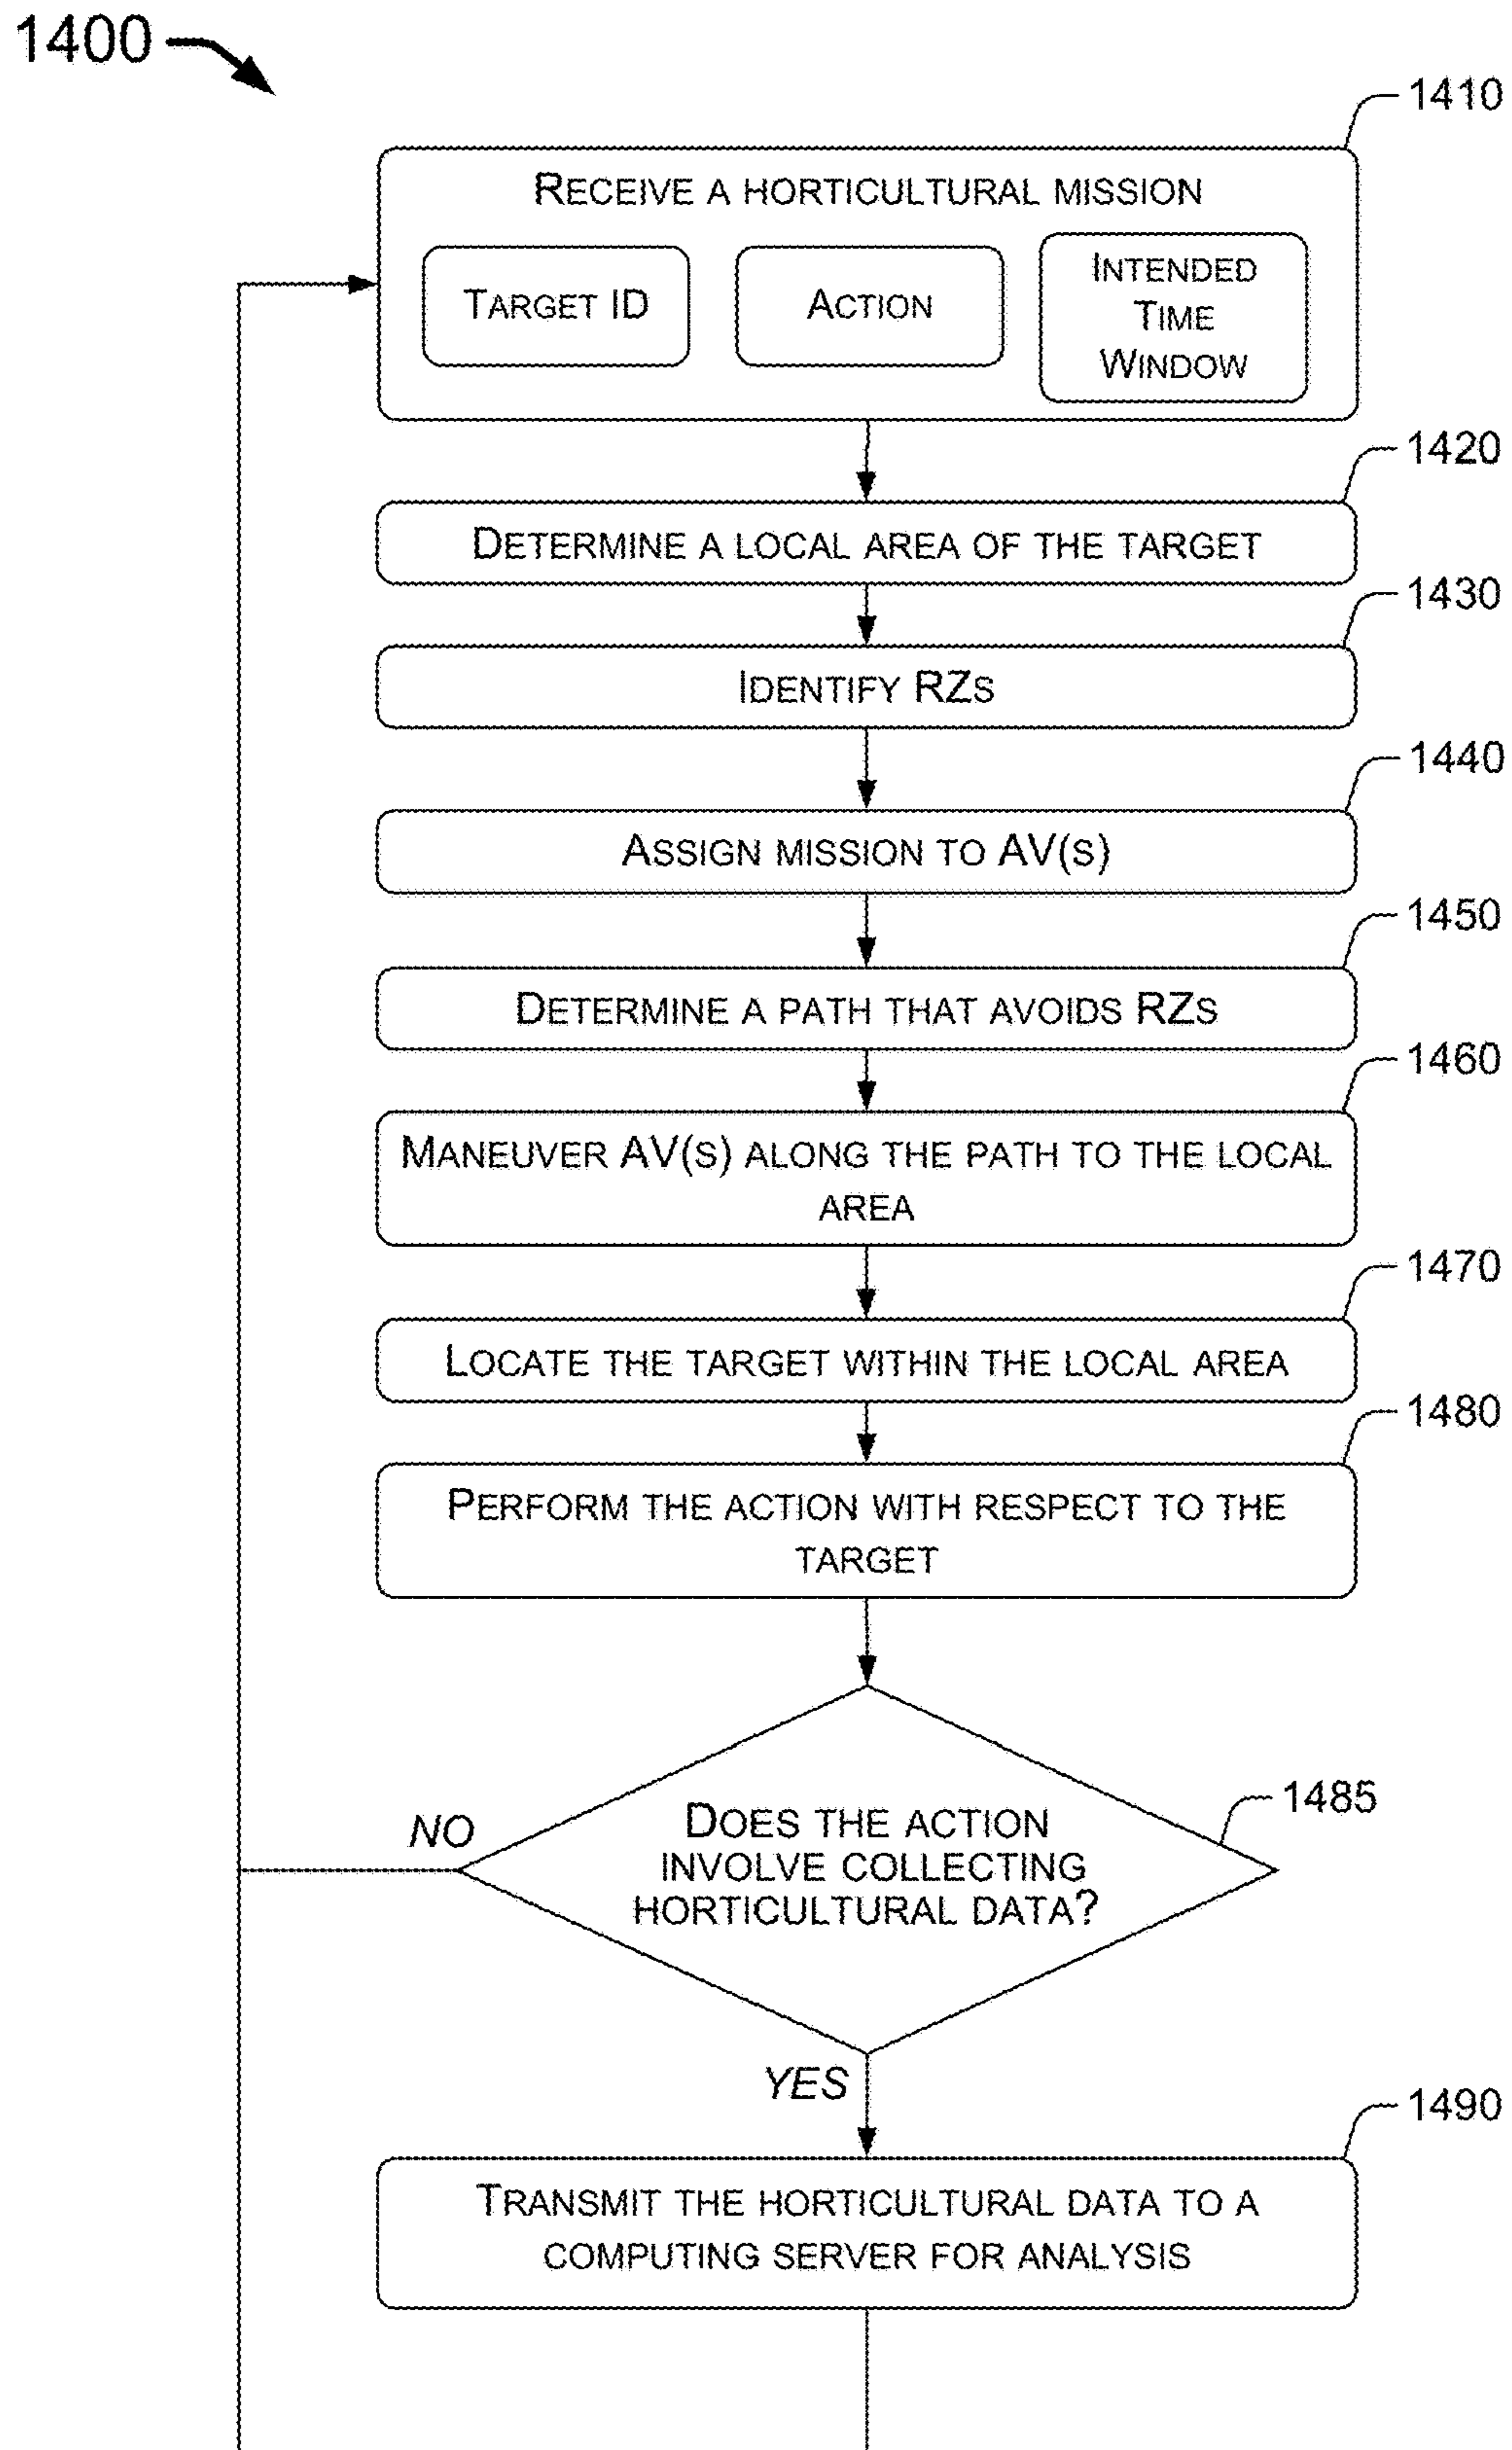 1400
1410
RECEIVE A HORTICULTURAL MISSION
TARGET ID
ACTION
INTENDED
TIME
WINDOW
1420
DETERMINE A LOCAL AREA OF THE TARGET
1430
IDENTIFY RZS
1440
ASSIGN MISSION TO AV(S)
1450
DETERMINE A PATH THAT AVOIDS RZS
1460
MANEUVER AV(S) ALONG THE PATH TO THE LOCAL
AREA
1470
LOCATE THE TARGET WITHIN THE LOCAL AREA
1480
PERFORM THE ACTION WITH RESPECT TO THE
TARGET
1485
NO
DOES THE ACTION
INVOLVE COLLECTING
HORTICULTURAL DATA?
YES
1490
TRANSMIT THE HORTICULTURAL DATA TO A
COMPUTING SERVER FOR ANALYSIS